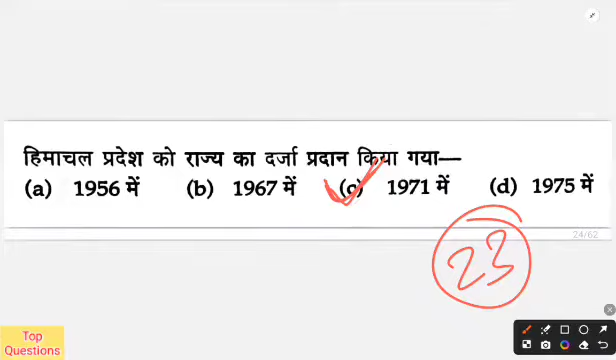 हिमाचल प्रदेश को राज्य का दर्जा प्रदान किया गया—
(a) 1956 में (b) 1967 में (c) 1971 में (d) 1975 में
24/62
23
Top
Questions